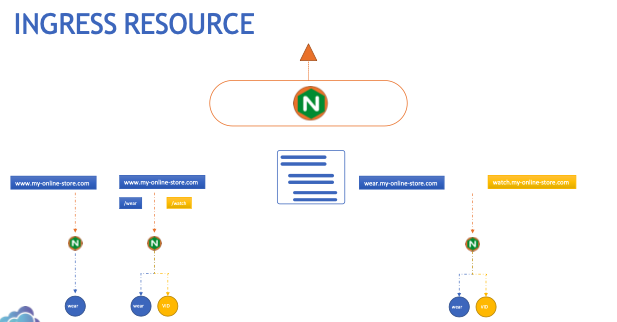 INGRESS RESOURCE
N
www.my-online-store.com
www.my-online-store.com
wear.my-online-store.com
watch.my-online-store.com
/wear
/watch
N
N
N
wear
wear
VID
wear
VID